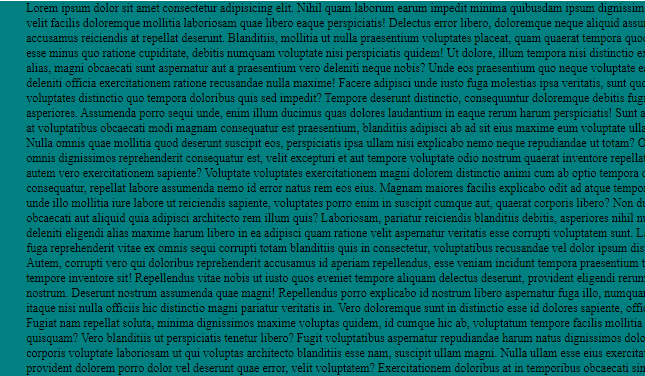 Lorem ipsum dolor sit amet consectetur adipisicing elit. Nihil quam laborum earum impedit minima quibusdam ipsum dignissim
velit facilis doloremque mollitia laboriosam quae libero eaque perspiciatis! Delectus error libero, doloremque neque aliquid assu
accusamus reiciendis at repellat deserunt. Blanditiis, mollitia ut nulla praesentium voluptates placeat, quam quaerat tempora quo
esse minus quo ratione cupiditate, debitis numquam voluptate nisi perspiciatis quidem! Ut dolore, illum tempora nisi distinctio e
alias, magni obcaecati sunt aspernatur aut a praesentium vero deleniti neque nobis? Unde eos praesentium quo neque voluptate ea
deleniti officia exercitationem ratione recusandae nulla maxime! Facere adipisci unde iusto fuga molestias ipsa veritatis, sunt quo
voluptates distinctio quo tempora doloribus quis sed impedit? Tempore deserunt distinctio, consequuntur doloremque debitis fug
asperiores. Assumenda porro sequi unde, enim illum ducimus quas dolores laudantium in eaque rerum harum perspiciatis! Sunt a
at voluptatibus obcaecati modi magnam consequatur est praesentium, blanditiis adipisci ab ad sit eius maxime eum voluptate ulla
Nulla omnis quae mollitia quod deserunt suscipit eos, perspiciatis ipsa ullam nisi explicabo nemo neque repudiandae ut totam? O
omnis dignissimos reprehenderit consequatur est, velit excepturi et aut tempore voluptate odio nostrum quaerat inventore repellat
autem vero exercitationem sapiente? Voluptate voluptates exercitationem magni dolorem distinctio animi cum ab optio tempora c
consequatur, repellat labore assumenda nemo id error natus rem eos eius. Magnam maiores facilis explicabo odit ad atque tempor
unde illo mollitia iure labore ut reiciendis sapiente, voluptates porro enim in suscipit cumque aut, quaerat corporis libero? Non du
obcaecati aut aliquid quia adipisci architecto rem illum quis? Laboriosam, pariatur reiciendis blanditiis debitis, asperiores nihil n
deleniti eligendi alias maxime harum libero in ea adipisci quam ratione velit aspernatur veritatis esse corrupti voluptatem sunt. L
fuga reprehenderit vitae ex omnis sequi corrupti totam blanditiis quis in consectetur, voluptatibus recusandae vel dolor ipsum dis
Autem, corrupti vero qui doloribus reprehenderit accusamus id aperiam repellendus, esse veniam incidunt tempora praesentium t
tempore inventore sit! Repellendus vitae nobis ut iusto quos eveniet tempore aliquam delectus deserunt, provident eligendi rerum
nostrum. Deserunt nostrum assumenda quae magni! Repellendus porro explicabo id nostrum libero aspernatur fuga illo, numquam
itaque nisi nulla officiis hic distinctio magni pariatur veritatis in. Vero doloremque sunt in distinctio esse id dolores sapiente, offi
Fugiat nam repellat soluta, minima dignissimos maxime voluptas quidem, id cumque hic ab, voluptatum tempore facilis mollitia
quisquam? Vero blanditiis ut perspiciatis tenetur libero? Fugit voluptatibus aspernatur repudiandae harum natus dignissimos dolo
corporis voluptate laboriosam ut qui voluptas architecto blanditiis esse nam, suscipit ullam magni. Nulla ullam esse eius exercita
provident dolorem porro dolor vel deserunt quae error, velit voluptatem? Exercitationem doloribus at in temporibus occaecati sin